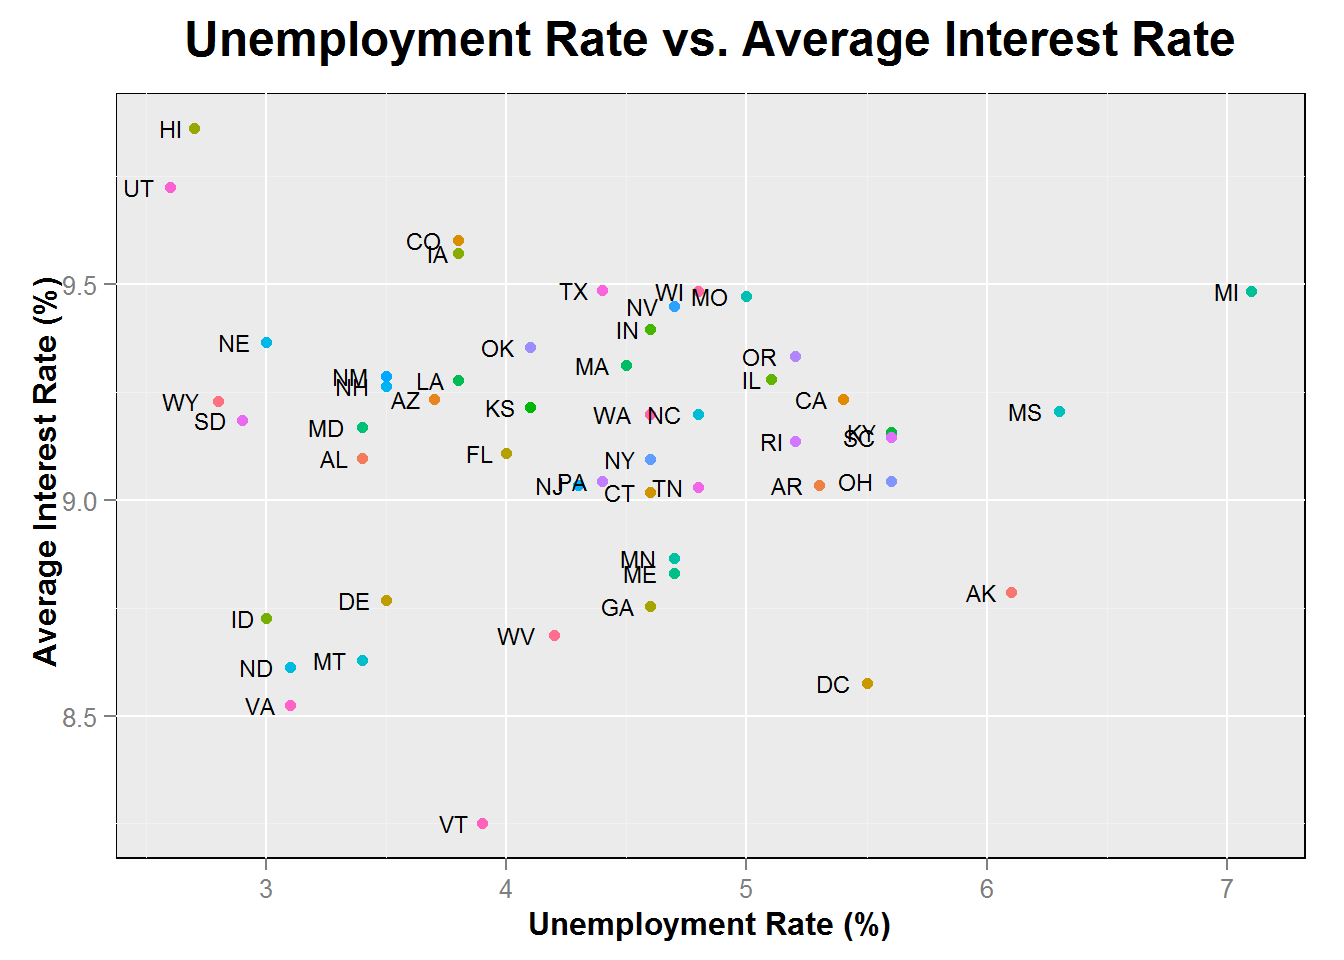 Unemployment Rate vs. Average Interest Rate
HI
UT
CO
IA
9.5
TX
WI
MO
MI
NV
IN
NE
OK
OR
MA
NM
LA
IL
NH
WY
AZ
CA
KS
MS
SD
WA
NC
MD
KY
SC
RI
FL
AL
NY
9.0
NJ
PA
CT
TN
AR
OH
MN
ME
AK
DE
GA
ID
WV
ND
MT
DC
VA
8.5
VT
Average Interest Rate (%)
3
4
5
6
7
Unemployment Rate (%)